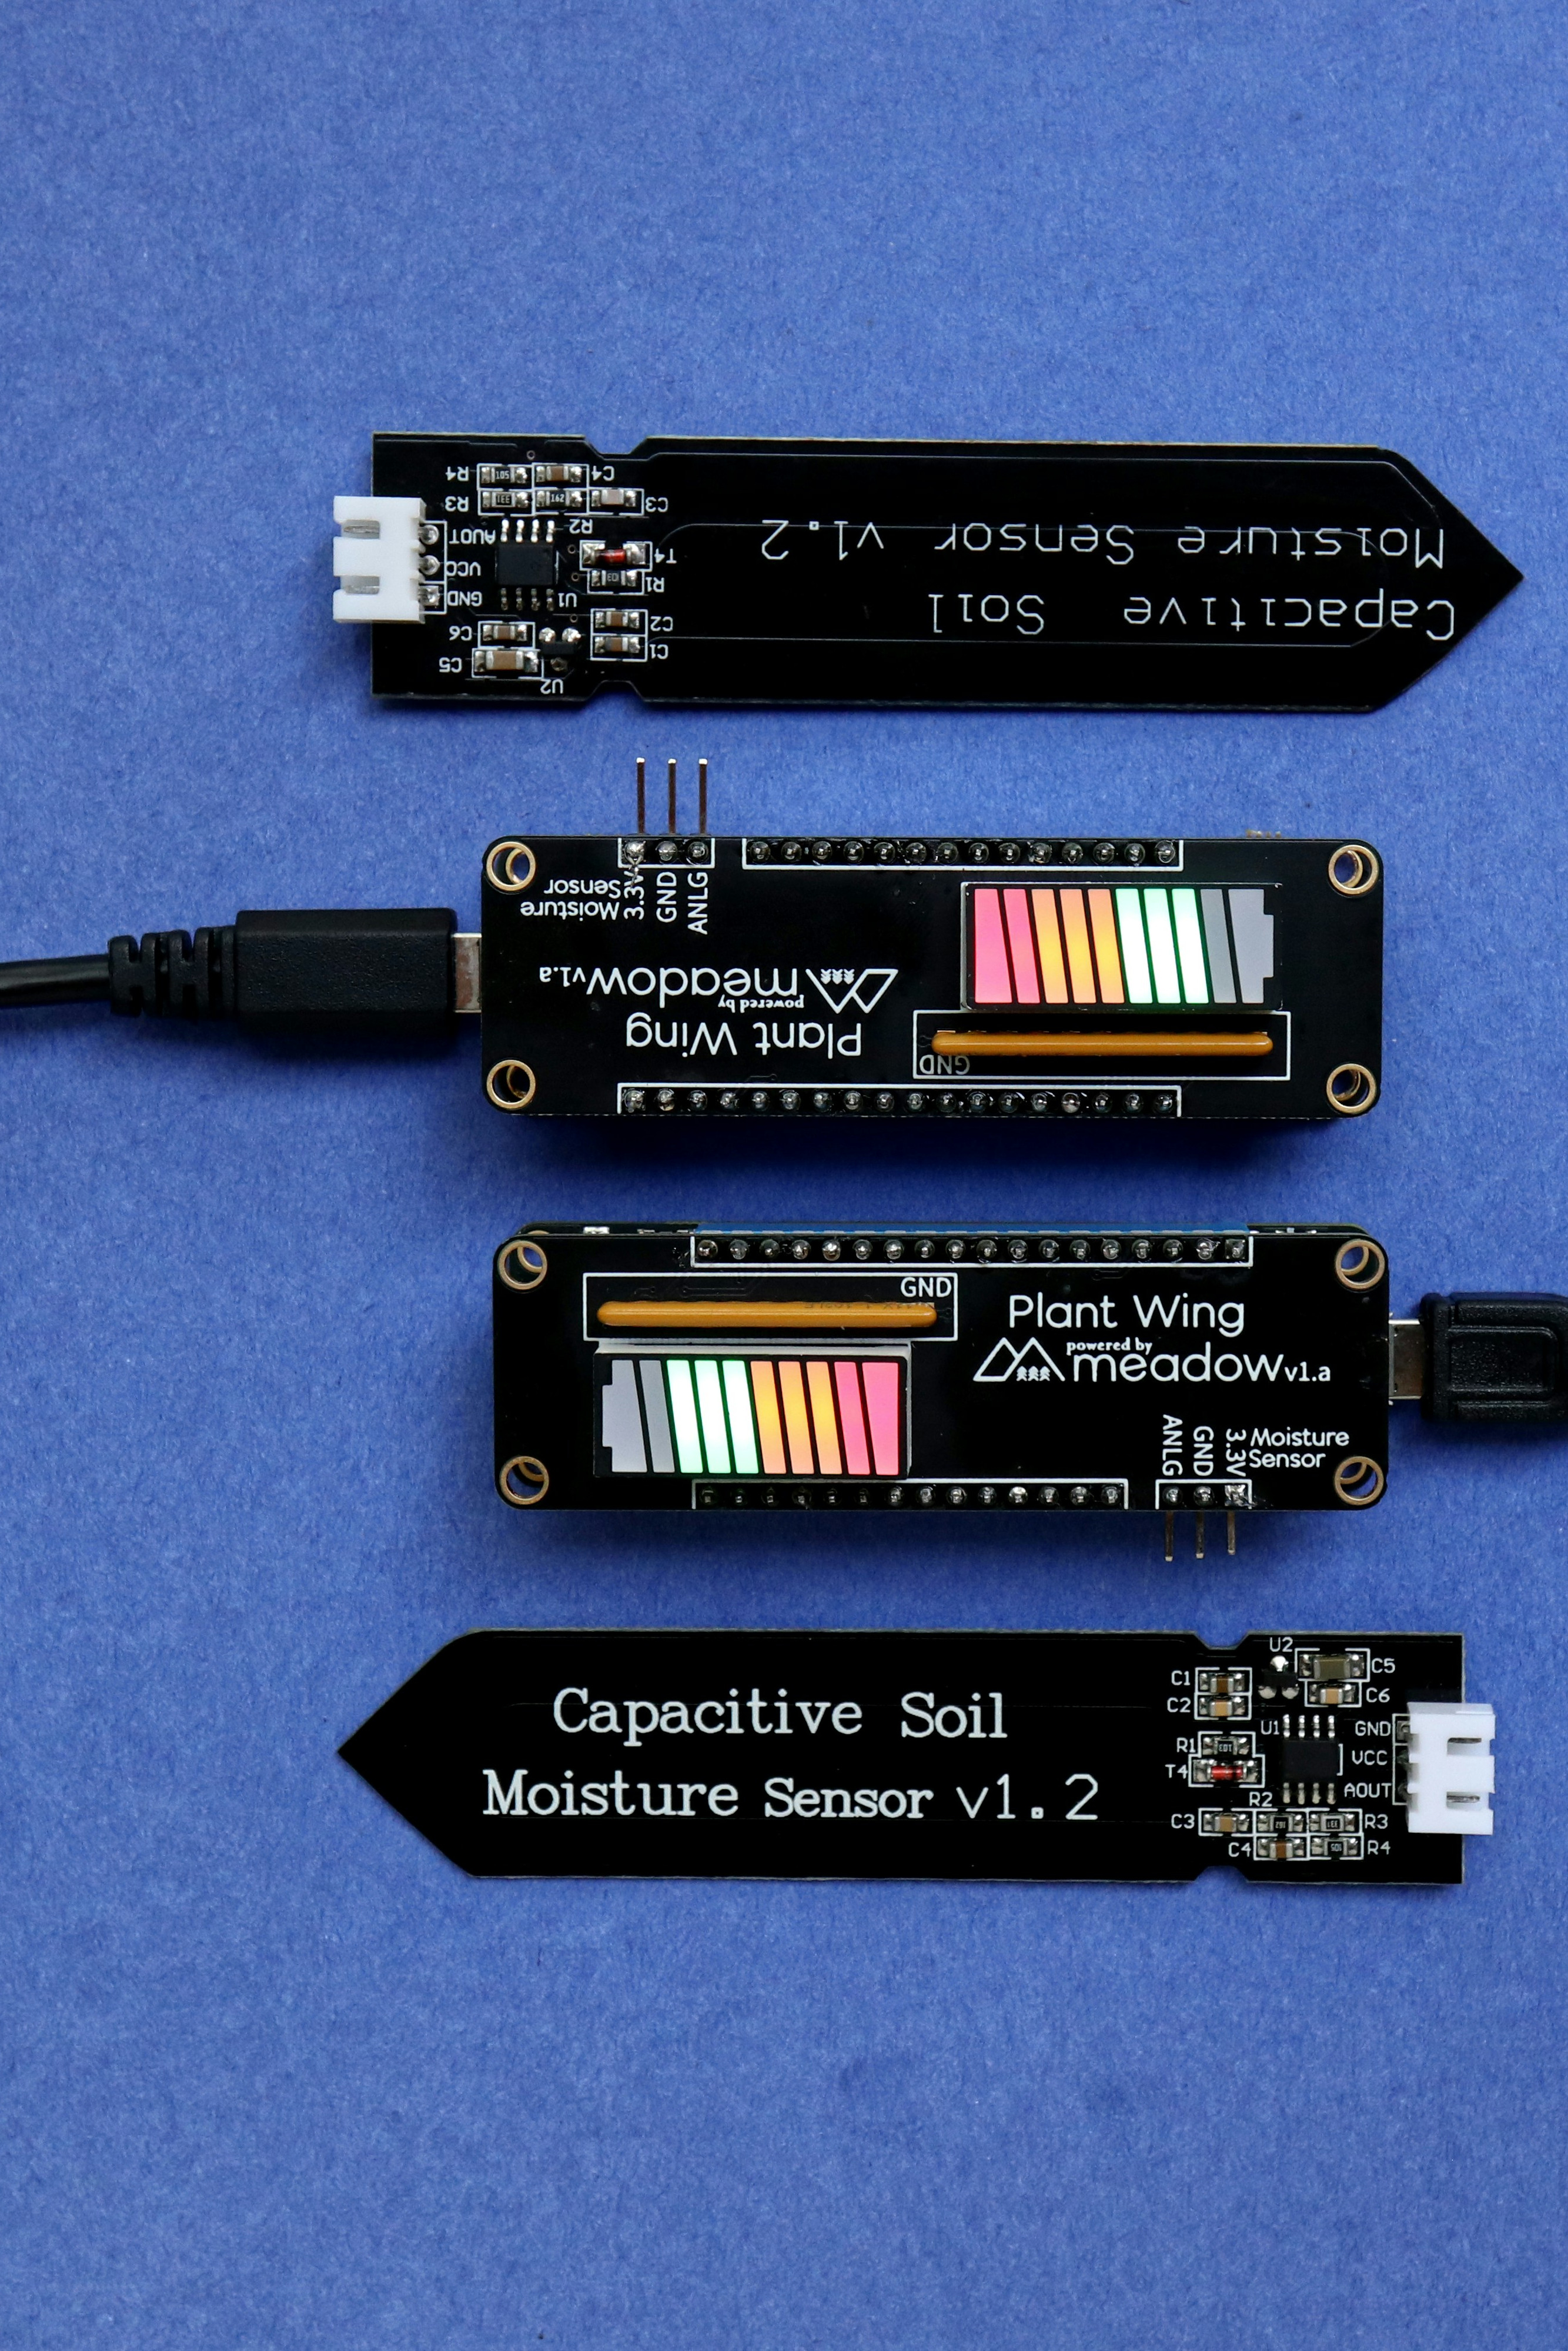 R4
C4
R3
C3
AUOT
R2
VCC
T4
R1
GND
U1
C6
C2
C5
C1
U2
105
162
Capacitive Soil
Moisture Sensor v1.2
Plant Wing
powered by
meadow v1.a
Moisture
Sensor
3.3V
GND
ANLG
GND
GND
Plant Wing
powered by
meadow v1.a
ANLG
GND
3.3V
Moisture
Sensor
Capacitive Soil
Moisture Sensor v1.2
U2
C1
C5
C2
C6
U1
GND
R1
VCC
T4
AOUT
R2
C3
R3
C4
R4